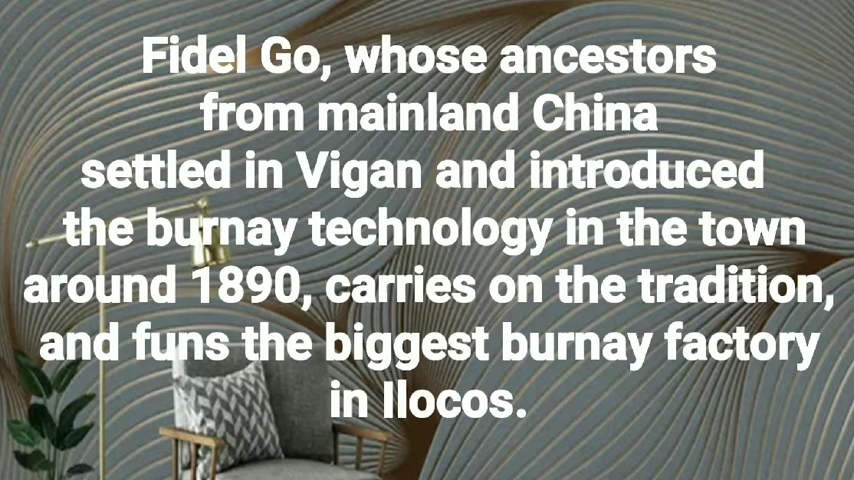 Fidel Go, whose ancestors
from mainland China
settled in Vigan and introduced
the burnay technology in the town
around 1890, carries on the tradition,
and funs the biggest burnay factory
in Ilocos.